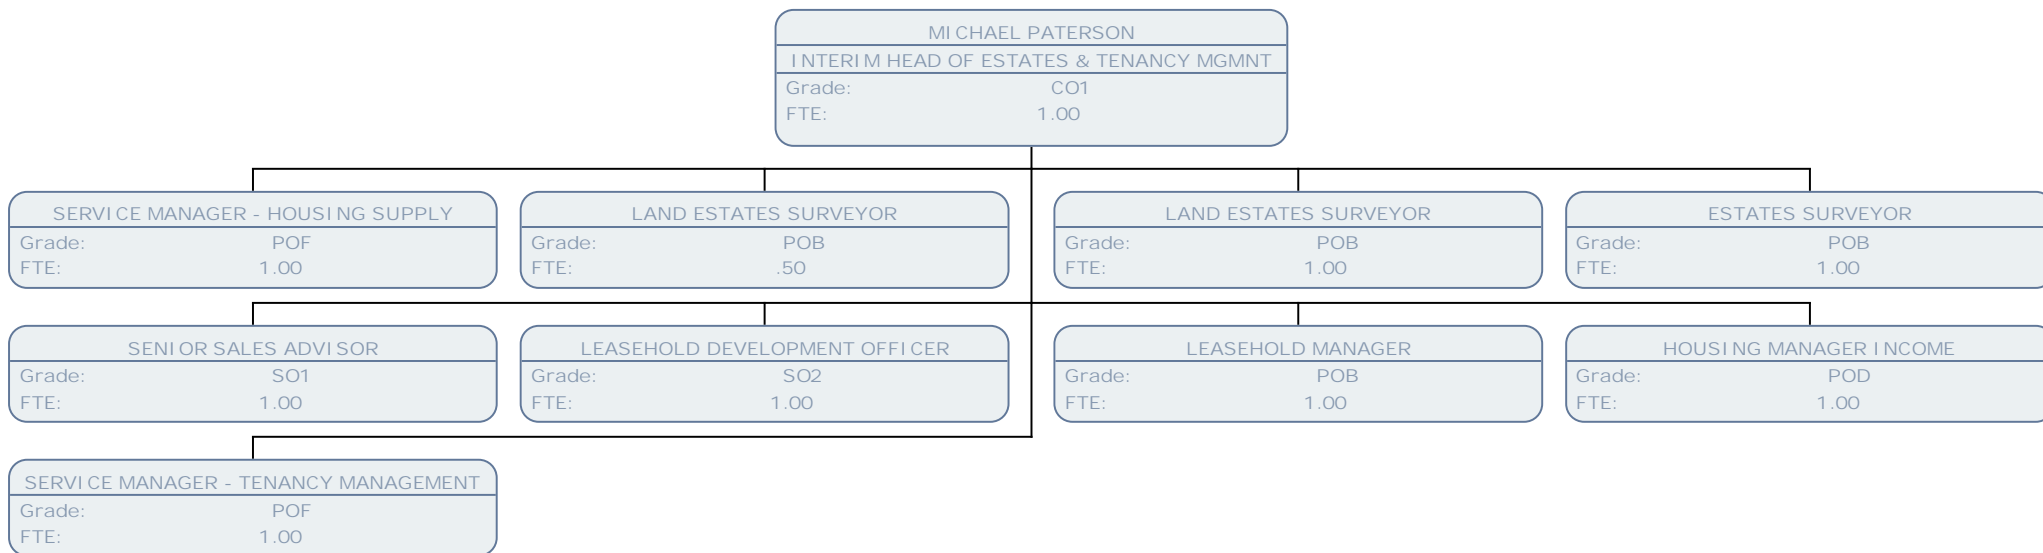 MICHAEL PATERSON
INTERIM HEAD OF ESTATES & TENANCY MGMNT
Grade: CO1
FTE: 1.00
SERVICE MANAGER - HOUSING SUPPLY
Grade: POF
FTE: 1.00
LAND ESTATES SURVEYOR
Grade: POB
FTE: .50
LAND ESTATES SURVEYOR
Grade: POB
FTE: 1.00
ESTATES SURVEYOR
Grade: POB
FTE: 1.00
SENIOR SALES ADVISOR
Grade: SO1
FTE: 1.00
LEASEHOLD DEVELOPMENT OFFICER
Grade: SO2
FTE: 1.00
LEASEHOLD MANAGER
Grade: POB
FTE: 1.00
HOUSING MANAGER INCOME
Grade: POD
FTE: 1.00
SERVICE MANAGER - TENANCY MANAGEMENT
Grade: POF
FTE: 1.00